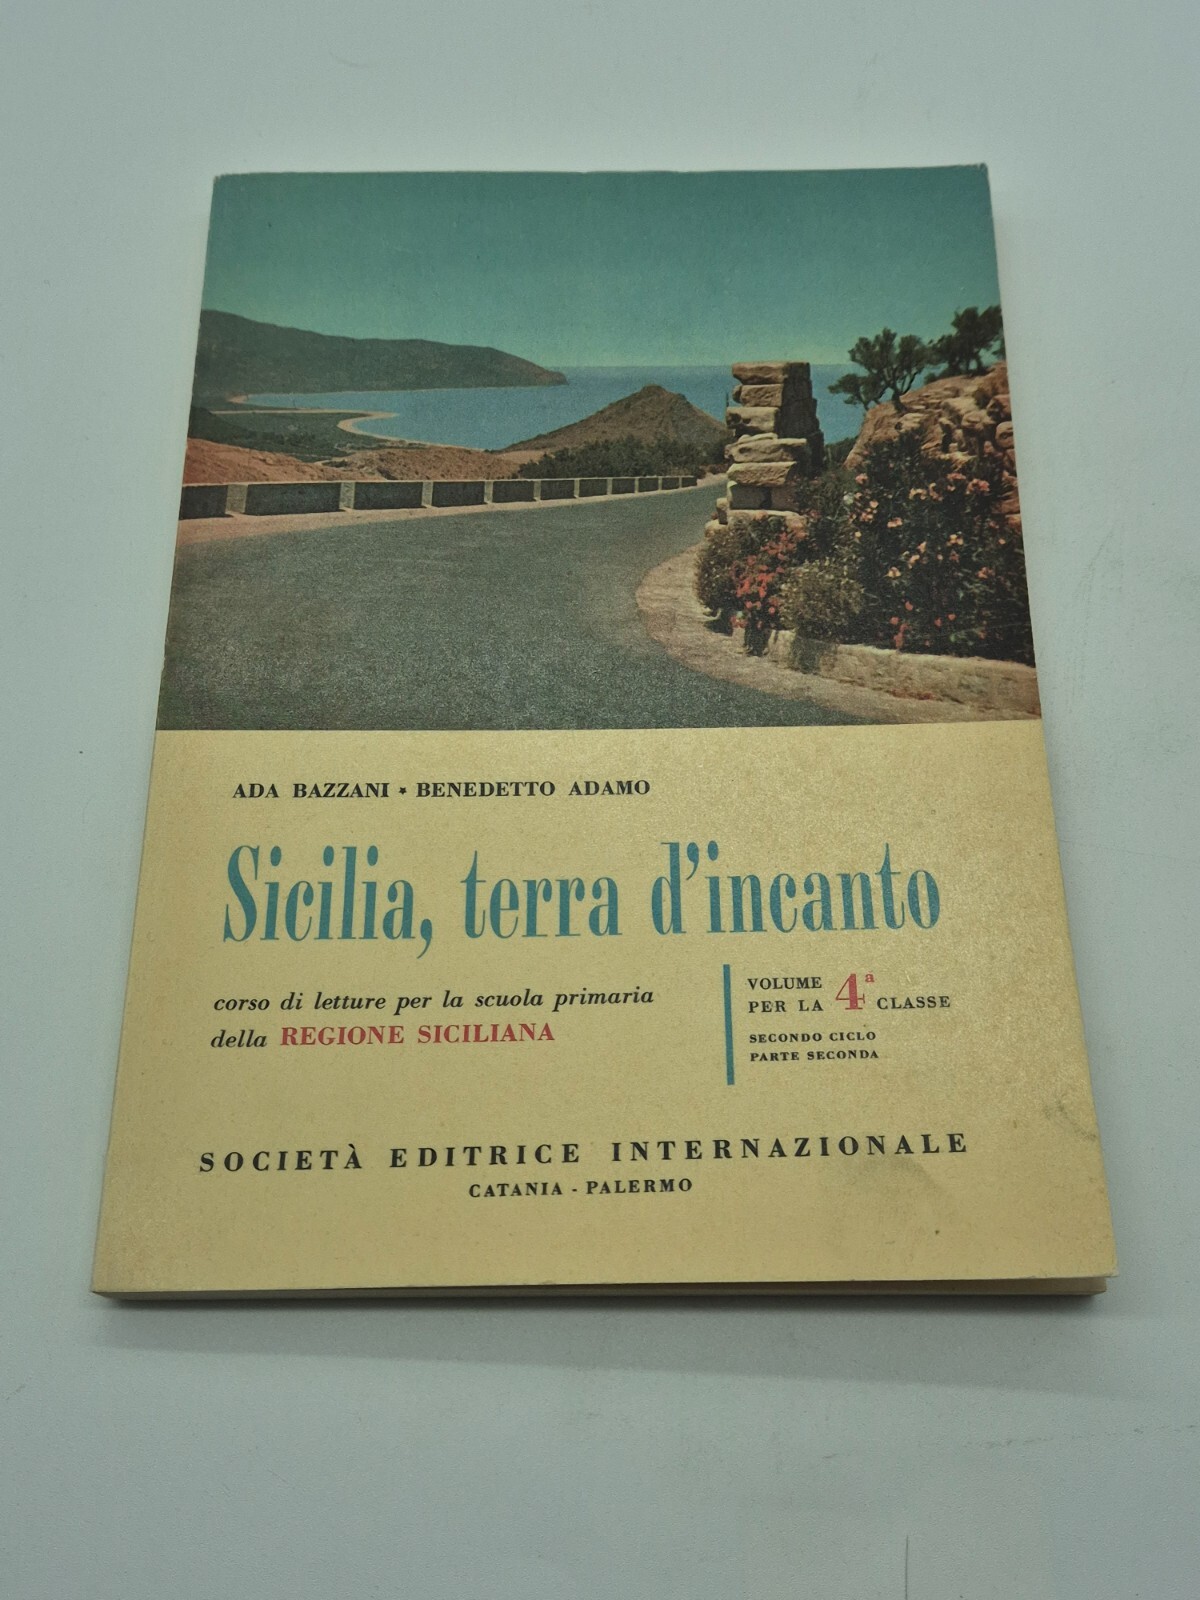 ADA BAZZANI * BENEDETTO ADAMO
Sicilia, terra d'incanto
corso di letture per la scuola primaria
della REGIONE SICILIANA
VOLUME
PER LA 4ª CLASSE
SECONDO CICLO
PARTE SECONDA
SOCIETÀ EDITRICE INTERNAZIONALE
CATANIA - PALERMO